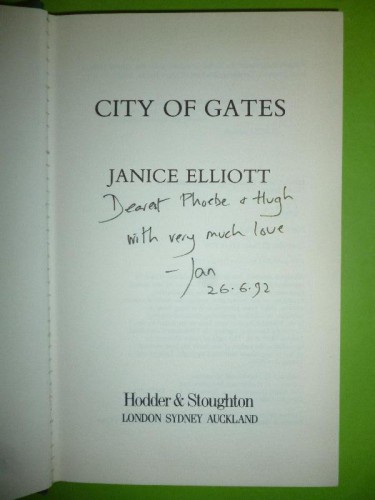 CITY OF GATES
JANICE ELLIOTT
Dearest Phoebe & Hugh
with very much love
– Jan
26.6.92
Hodder & Stoughton
LONDON SYDNEY AUCKLAND